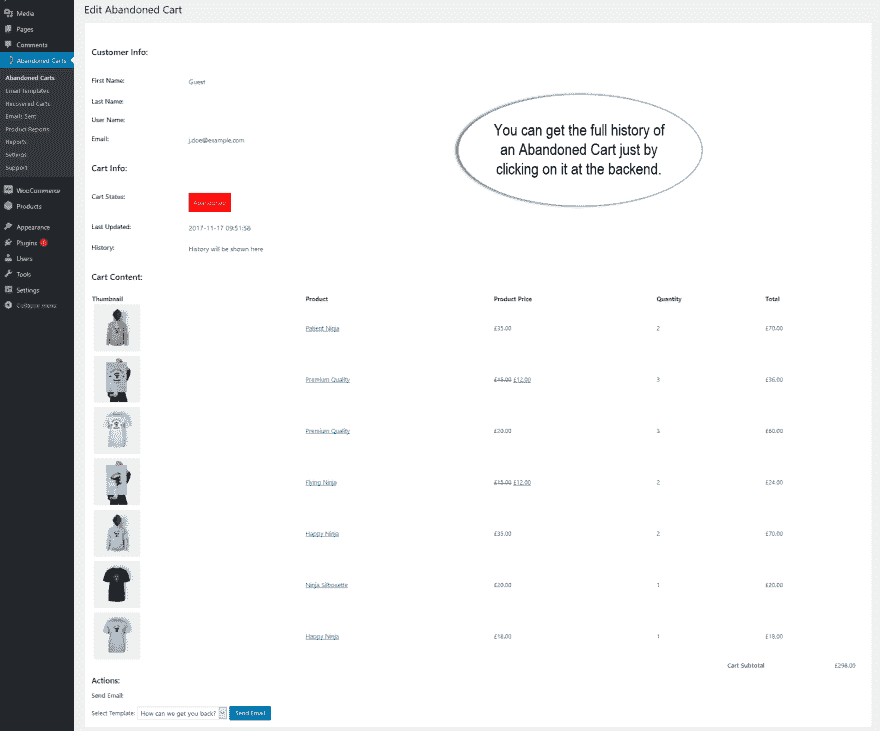 Media
Pages
Comments
Abandoned Carts
Abandoned Carts
Email Templates
Recovered Carts
Emails Sent
Product Reports
Reports
Settings
Support
WooCommerce
Products
Appearance
Plugins
Users
Tools
Settings
Collapse menu
Edit Abandoned Cart
Customer Info:
First Name: Guest
Last Name:
User Name:
Email: j.doe@example.com
You can get the full history of
an Abandoned Cart just by
clicking on it at the backend.
Cart Info:
Cart Status: Abandoned
Last Updated: 2017-11-17 09:51:58
History: History will be shown here
Cart Content:
Thumbnail Product Product Price Quantity Total
Patient Ninja £35.00 2 £70.00
Premium Quality £15.00 £12.00 3 £36.00
Premium Quality £20.00 3 £60.00
Flying Ninja £15.00 £12.00 2 £24.00
Happy Ninja £35.00 2 £70.00
Ninja Silhouette £20.00 1 £20.00
Happy Ninja £18.00 1 £18.00
Cart Subtotal £298.00
Actions:
Send Email!
Select Template: How can we get you back? Send Email